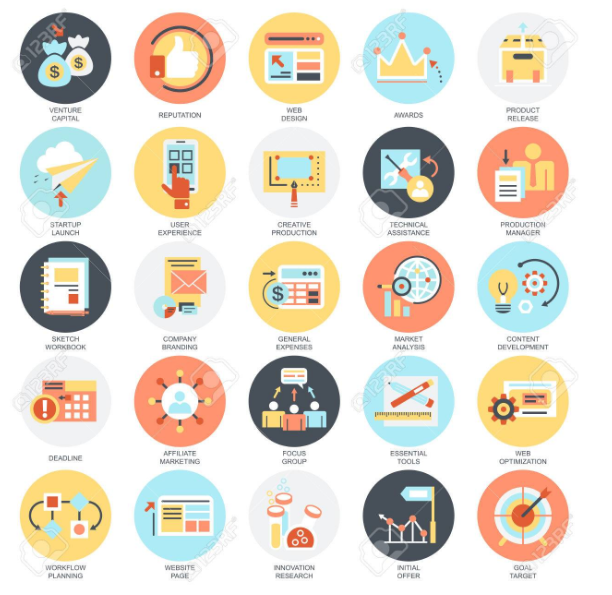 VENTURE
CAPITAL
REPUTATION
WEB
DESIGN
AWARDS
PRODUCT
RELEASE
STARTUP
LAUNCH
USER
EXPERIENCE
CREATIVE
PRODUCTION
TECHNICAL
ASSISTANCE
PRODUCTION
MANAGER
SKETCH
WORKBOOK
COMPANY
BRANDING
GENERAL
EXPENSES
MARKET
ANALYSIS
CONTENT
DEVELOPMENT
DEADLINE
AFFILIATE
MARKETING
FOCUS
GROUP
ESSENTIAL
TOOLS
WEB
OPTIMIZATION
WORKFLOW
PLANNING
WEBSITE
PAGE
INNOVATION
RESEARCH
INITIAL
OFFER
GOAL
TARGET